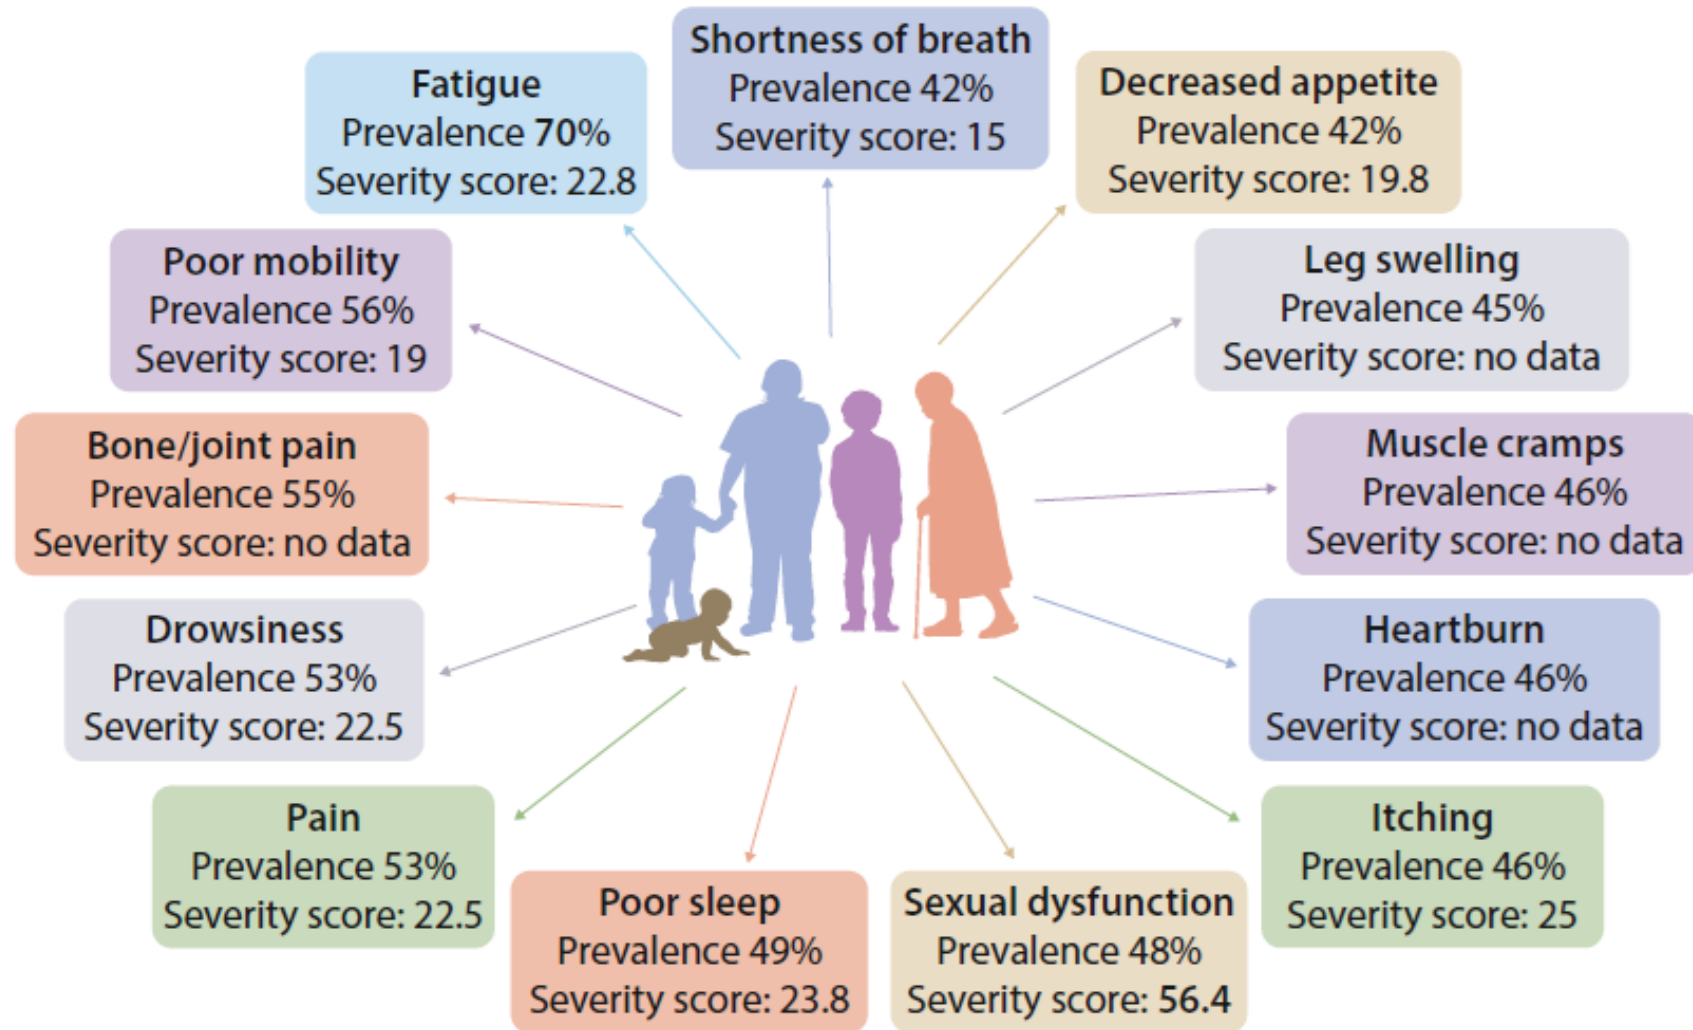 Shortness of breath
Prevalence 42%
Severity score: 15
Decreased appetite
Prevalence 42%
Severity score: 19.8
Leg swelling
Prevalence 45%
Severity score: no data
Muscle cramps
Prevalence 46%
Severity score: no data
Heartburn
Prevalence 46%
Severity score: no data
Itching
Prevalence 46%
Severity score: 25
Sexual dysfunction
Prevalence 48%
Severity score: 56.4
Poor sleep
Prevalence 49%
Severity score: 23.8
Pain
Prevalence 53%
Severity score: 22.5
Drowsiness
Prevalence 53%
Severity score: 22.5
Bone/joint pain
Prevalence 55%
Severity score: no data
Poor mobility
Prevalence 56%
Severity score: 19
Fatigue
Prevalence 70%
Severity score: 22.8